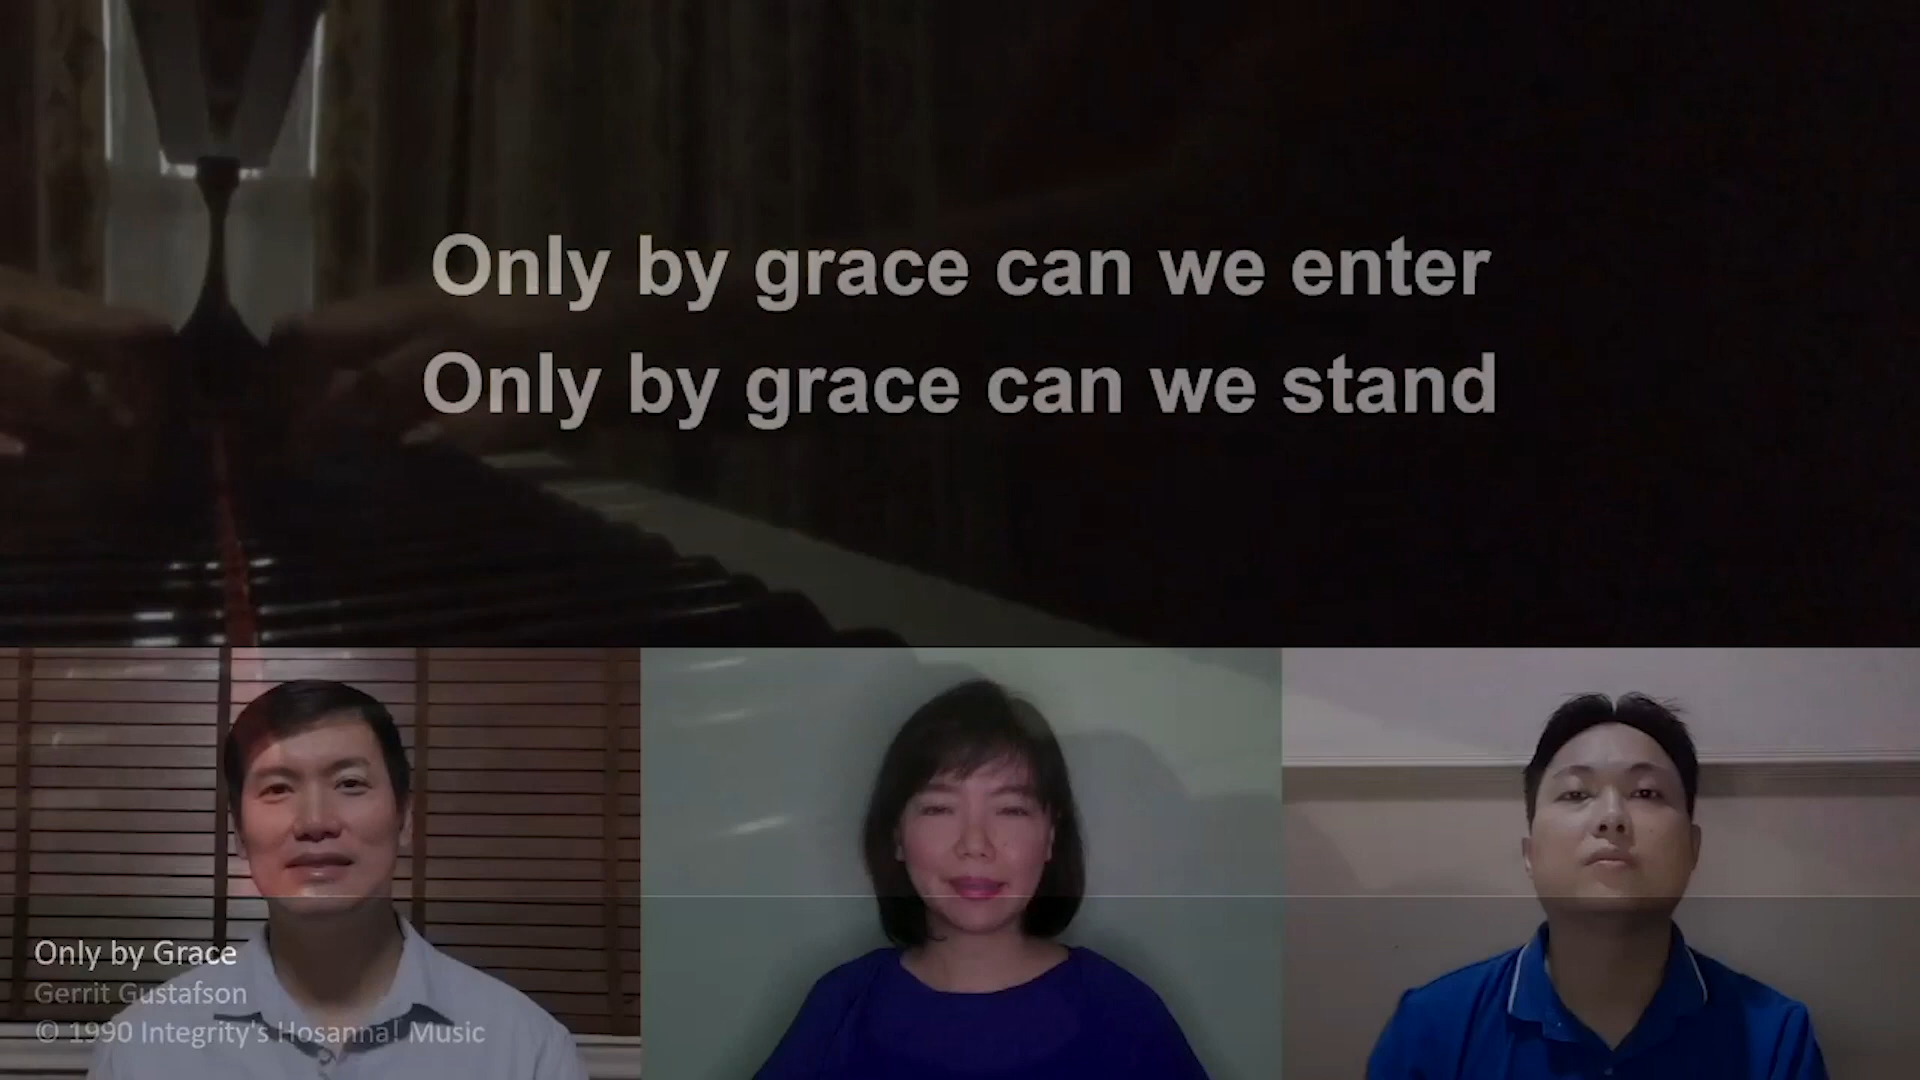 Only by grace can we enter
Only by grace can we stand
Only by Grace
Gerrit Gustafson
© 1990 Integrity's Hosanna! Music